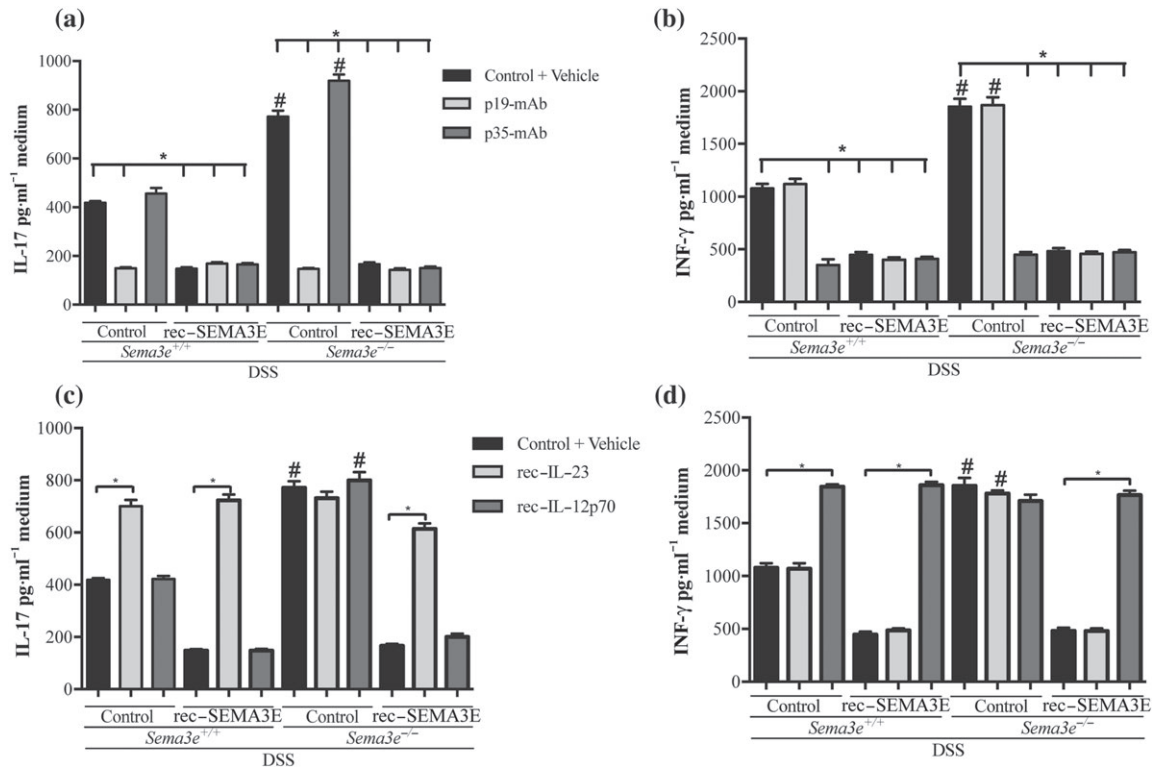 (a)
IL-17 pg·ml⁻¹ medium
1000
800
600
400
200
0
*
#
*
#
Control + Vehicle
p19-mAb
p35-mAb
Control
rec-SEMA3E
Control
rec-SEMA3E
Sema3e+/+
Sema3e−/−
DSS
(b)
INF-γ pg·ml⁻¹ medium
2500
2000
1500
1000
500
0
*
# #
*
Control
rec-SEMA3E
Control
rec-SEMA3E
Sema3e+/+
Sema3e−/−
DSS
(c)
IL-17 pg·ml⁻¹ medium
1000
800
600
400
200
0
*
*
#
#
*
Control + Vehicle
rec-IL-23
rec-IL-12p70
Control
rec-SEMA3E
Control
rec-SEMA3E
Sema3e+/+
Sema3e−/−
DSS
(d)
INF-γ pg·ml⁻¹ medium
2500
2000
1500
1000
500
0
*
*
#
#
*
Control
rec-SEMA3E
Control
rec-SEMA3E
Sema3e+/+
Sema3e−/−
DSS